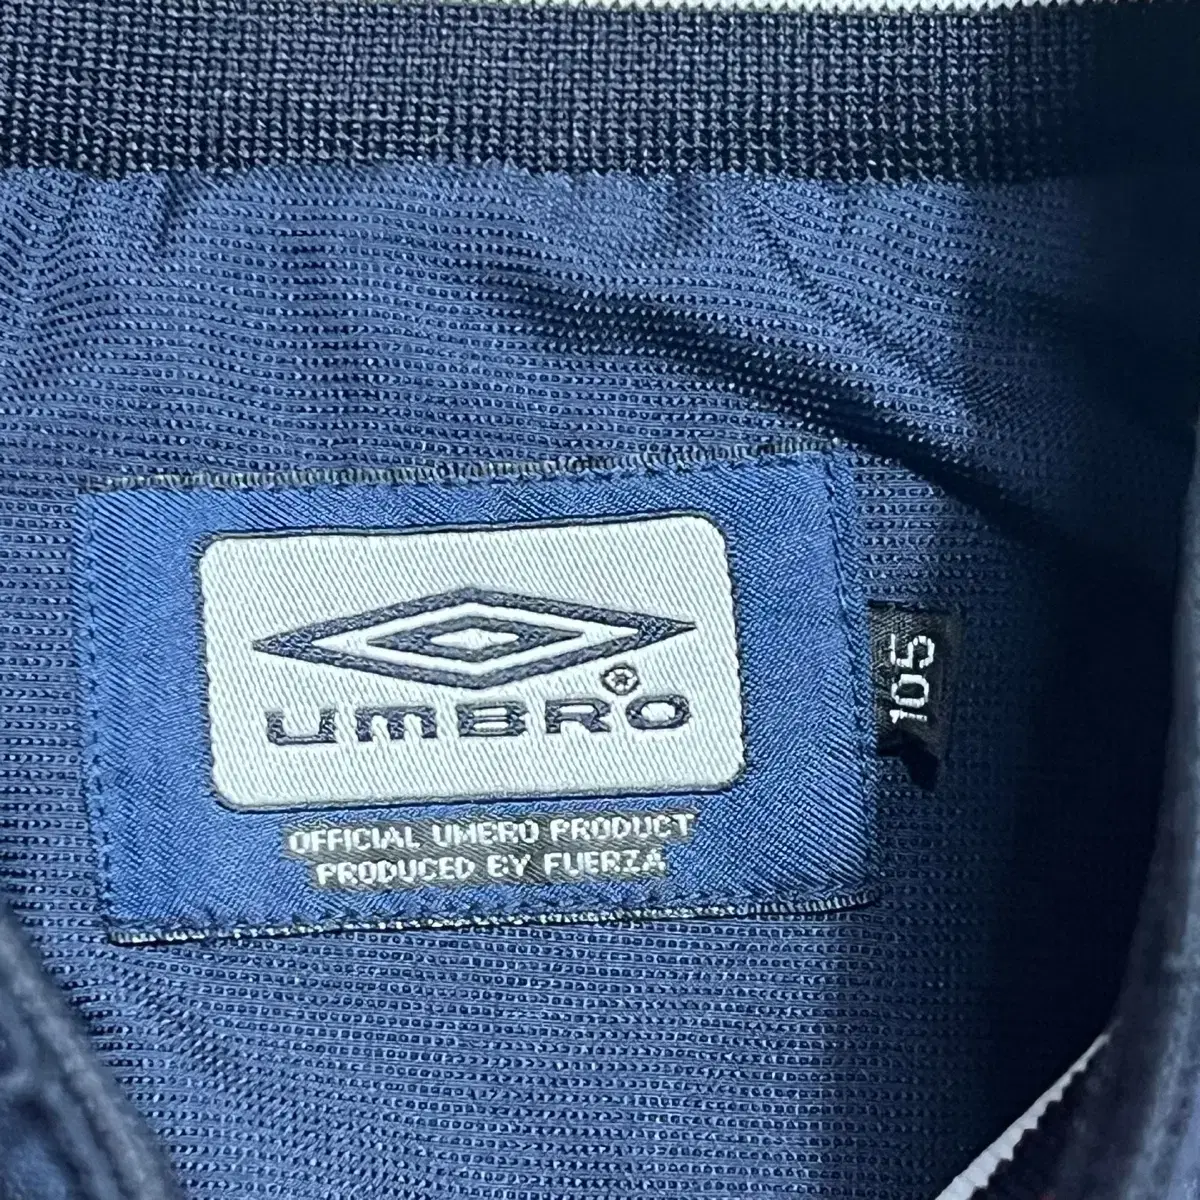 UMBRO®
OFFICIAL UMBRO PRODUCT
PRODUCED BY FUERZA
105